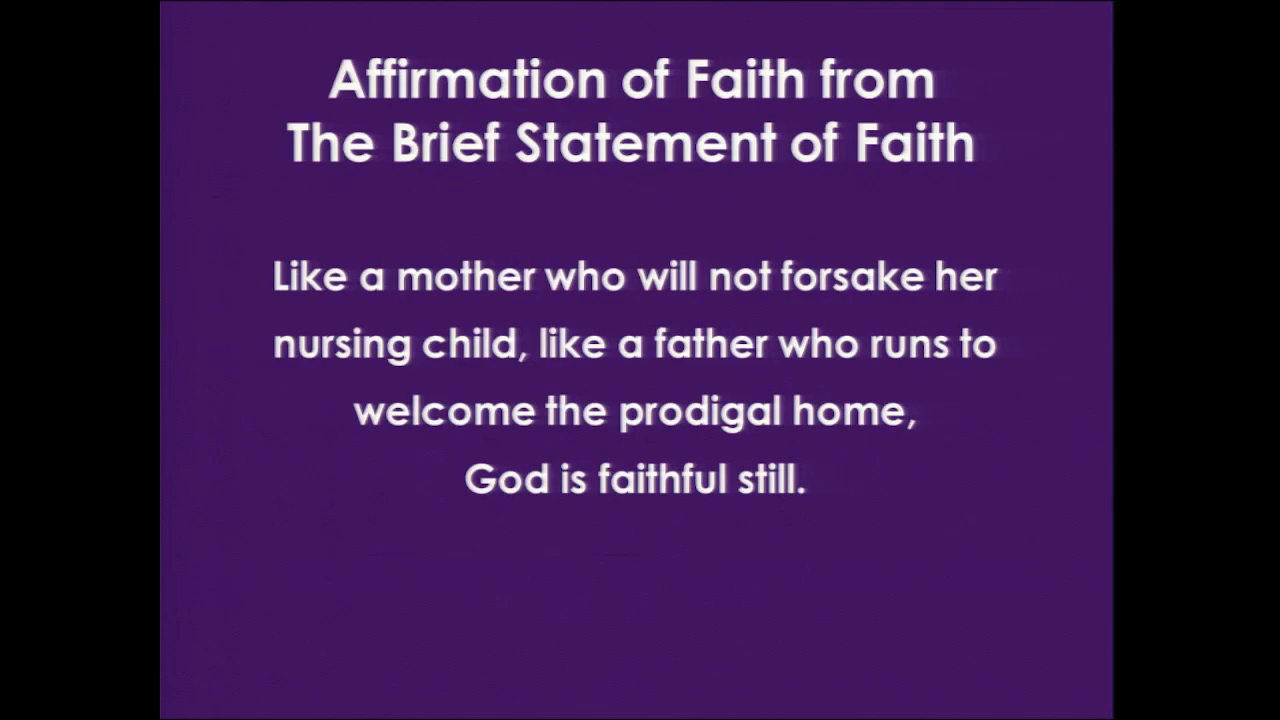 Affirmation of Faith from
The Brief Statement of Faith
Like a mother who will not forsake her
nursing child, like a father who runs to
welcome the prodigal home,
God is faithful still.